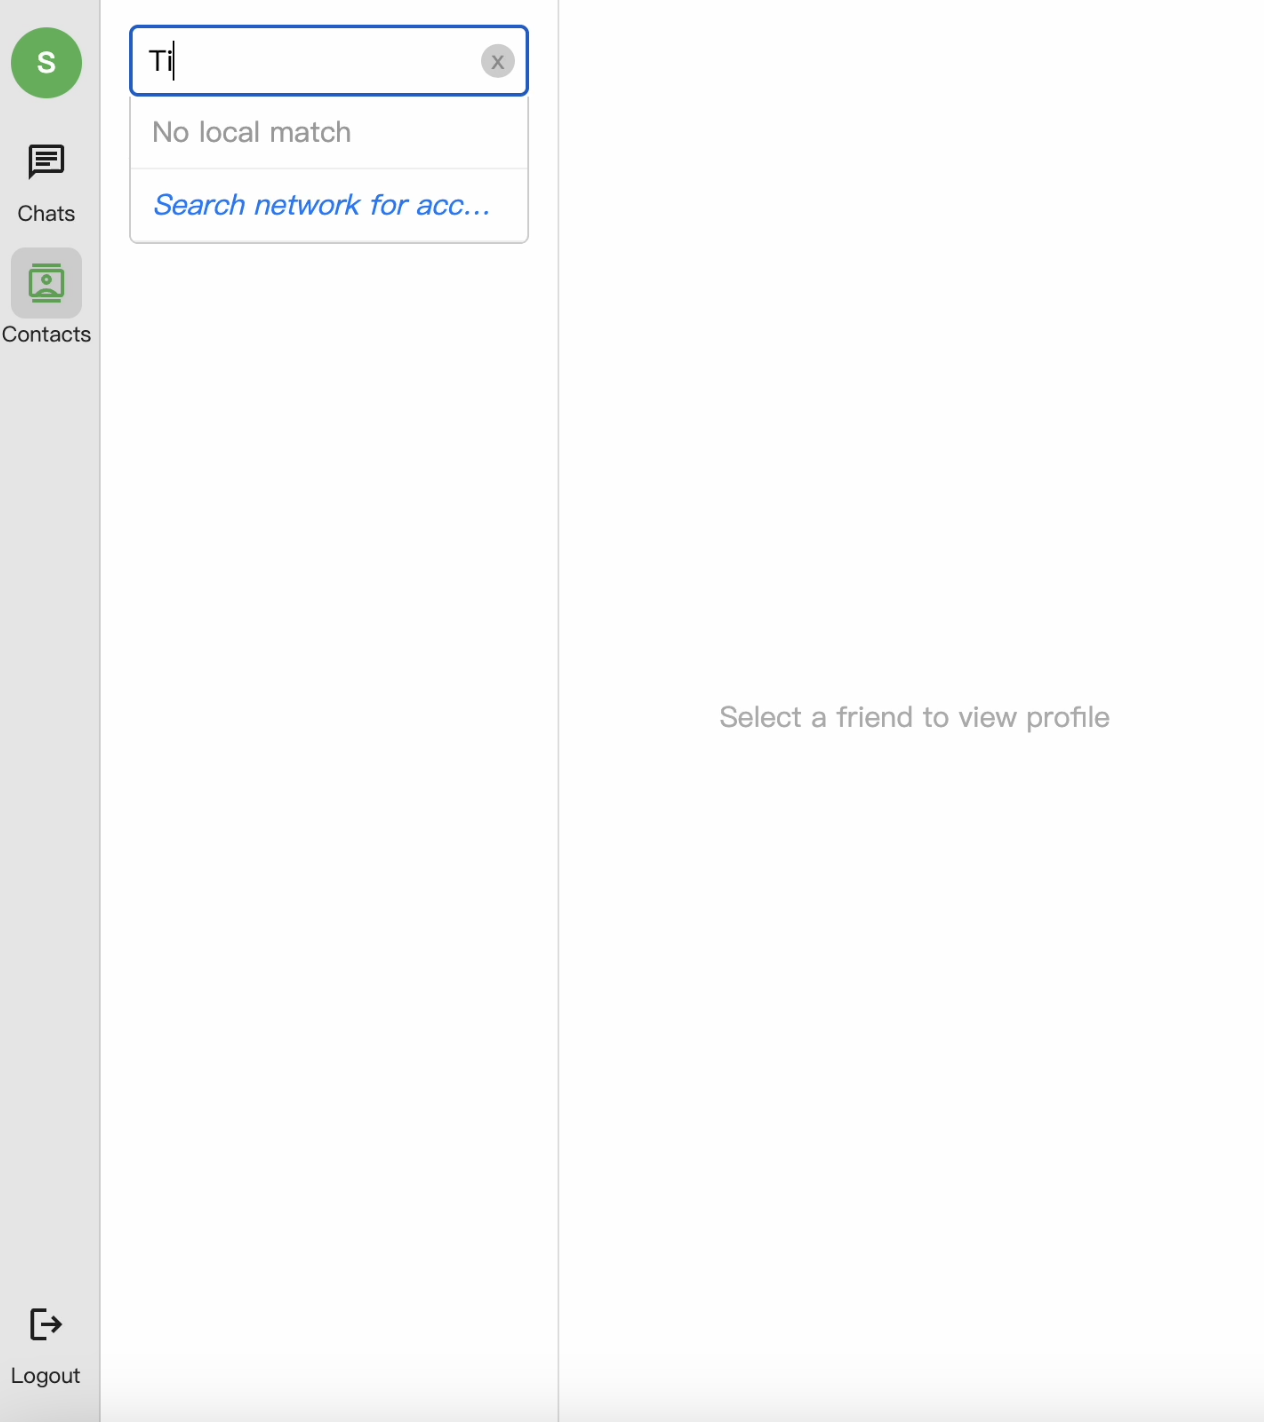 S
Chats
Contacts
Logout
Ti
x
No local match
Search network for acc...
Select a friend to view profile